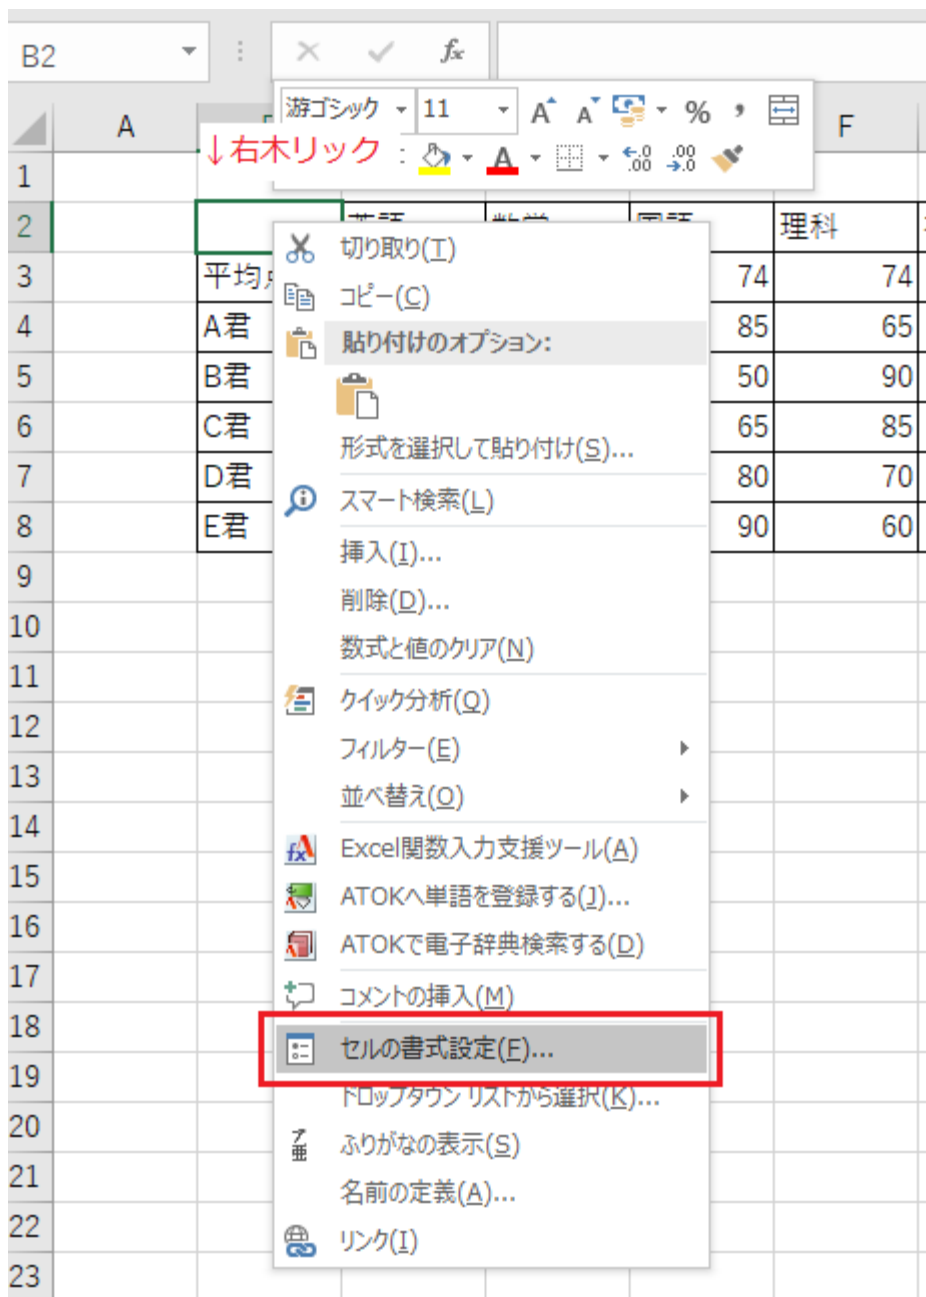 B2
fx
游ゴシック 11 A A % ,
A F
↓右木リック A .00 .00
1
2 理科
3 平均 74 74
4 A君 85 65
5 B君 50 90
6 C君 65 85
7 D君 80 70
8 E君 90 60
9
10
11
12
13
14
15
16
17
18
19
20
21
22
23
切り取り(T)
コピー(C)
貼り付けのオプション:
形式を選択して貼り付け(S)...
スマート検索(L)
挿入(I)...
削除(D)...
数式と値のクリア(N)
クイック分析(Q)
フィルター(E)
並べ替え(O)
Excel関数入力支援ツール(A)
ATOKへ単語を登録する(J)...
ATOKで電子辞典検索する(D)
コメントの挿入(M)
セルの書式設定(F)...
ドロップダウン リストから選択(K)...
ふりがなの表示(S)
名前の定義(A)...
リンク(I)